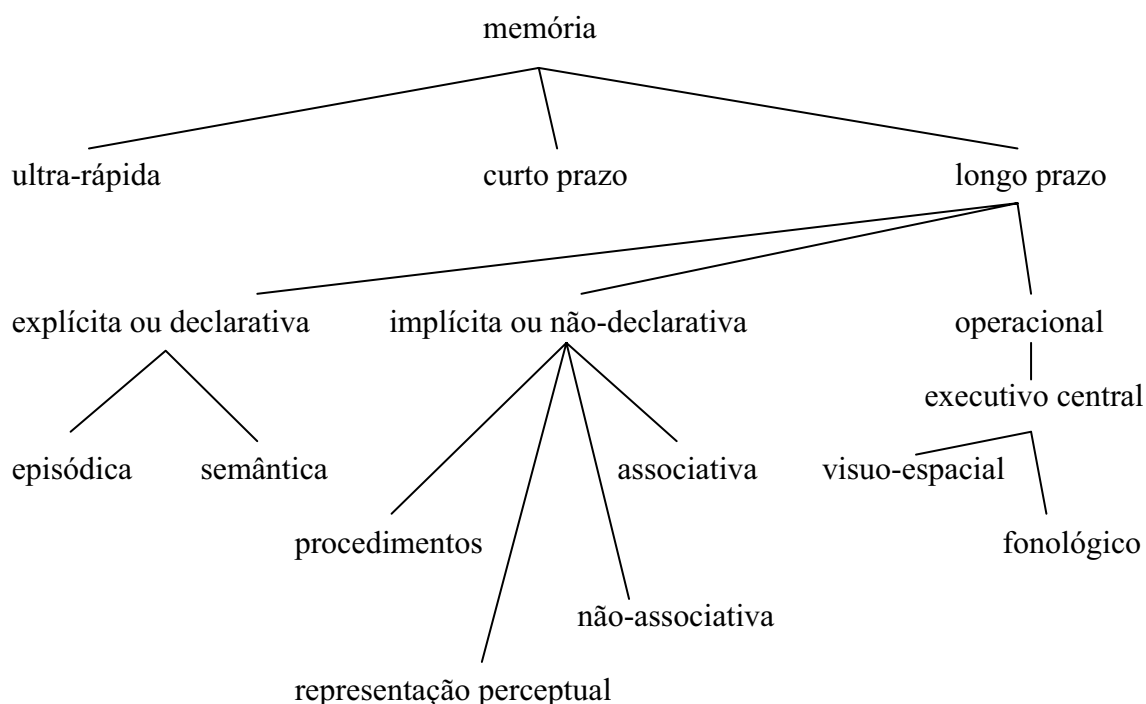 memória
ultra-rápida curto prazo longo prazo
explícita ou declarativa implícita ou não-declarativa operacional
executivo central
episódica semântica associativa visuo-espacial
procedimentos fonológico
não-associativa
representação perceptual